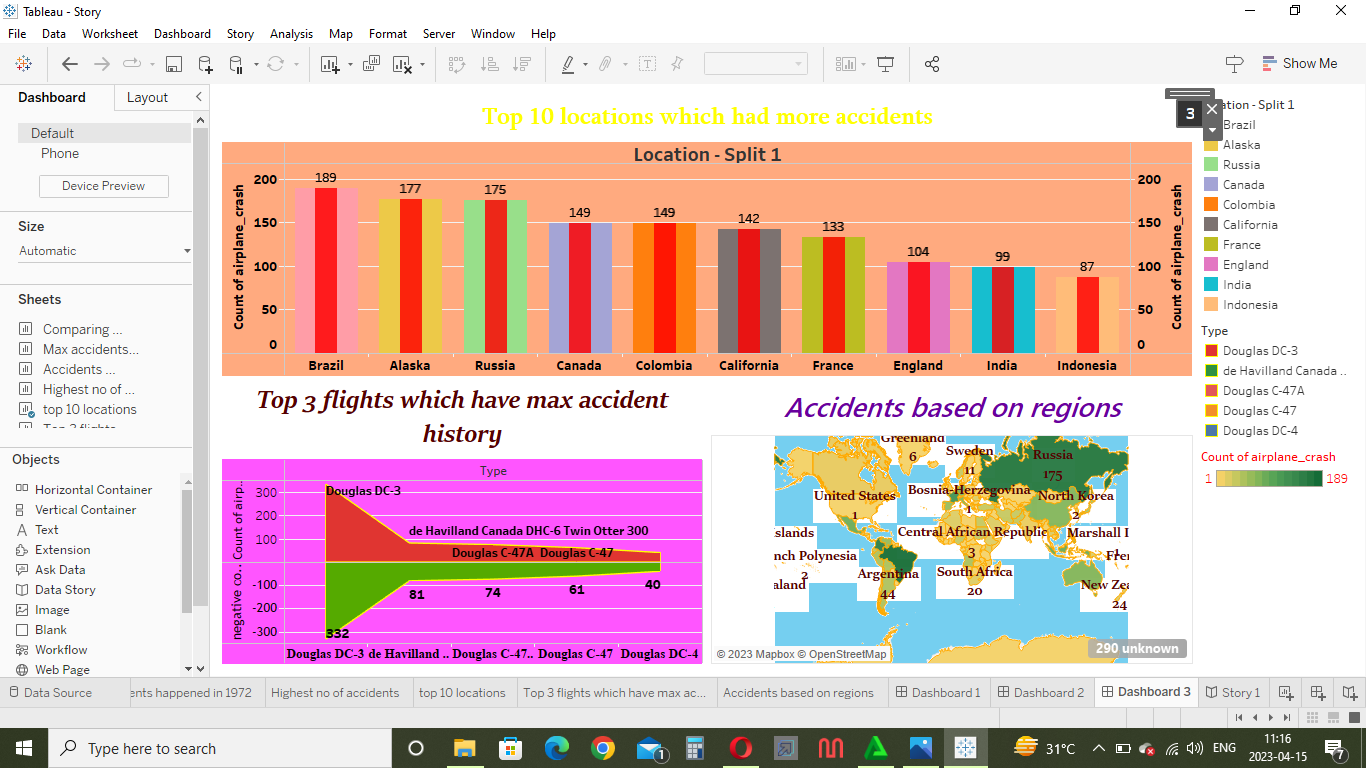 Tableau - Story
File Data Worksheet Dashboard Story Analysis Map Format Server Window Help
Show Me
Dashboard Layout
Default
Phone
Device Preview
Size
Automatic
Sheets
Comparing ...
Max accidents...
Accidents ...
Highest no of ...
top 10 locations
Objects
Horizontal Container
Vertical Container
Text
Extension
Ask Data
Data Story
Image
Blank
Workflow
Web Page
Top 10 locations which had more accidents
Location - Split 1
Count of airplane_crash
200
150
100
50
0
189 177 175 149 149 142 133 104 99 87
Brazil Alaska Russia Canada Colombia California France England India Indonesia
200
150
100
50
0
Count of airplane_crash
3
ation - Split 1
Brazil
Alaska
Russia
Canada
Colombia
California
France
England
India
Indonesia
Type
Douglas DC-3
de Havilland Canada ..
Douglas C-47A
Douglas C-47
Douglas DC-4
Count of airplane_crash
1 189
Top 3 flights which have max accident
history
Type
Count of airp..
negative co..
300
200
100
-100
-200
-300
Douglas DC-3
de Havilland Canada DHC-6 Twin Otter 300
Douglas C-47A Douglas C-47
81 74 61 40
332
Douglas DC-3 de Havilland .. Douglas C-47.. Douglas C-47 Douglas DC-4
Accidents based on regions
Greenland
6
Sweden
11
Russia
175
United States
1
Bosnia-Herzegovina
1
North Korea
2
slands
Central African Republic
3
Marshall I
1
nch Polynesia
2
Fre
aland
Argentina
44
South Africa
20
New Zea
24
© 2023 Mapbox © OpenStreetMap
290 unknown
Data Source ents happened in 1972 Highest no of accidents top 10 locations Top 3 flights which have max ac... Accidents based on regions Dashboard 1 Dashboard 2 Dashboard 3 Story 1
Type here to search
1
31°C
ENG
11:16
2023-04-15
7